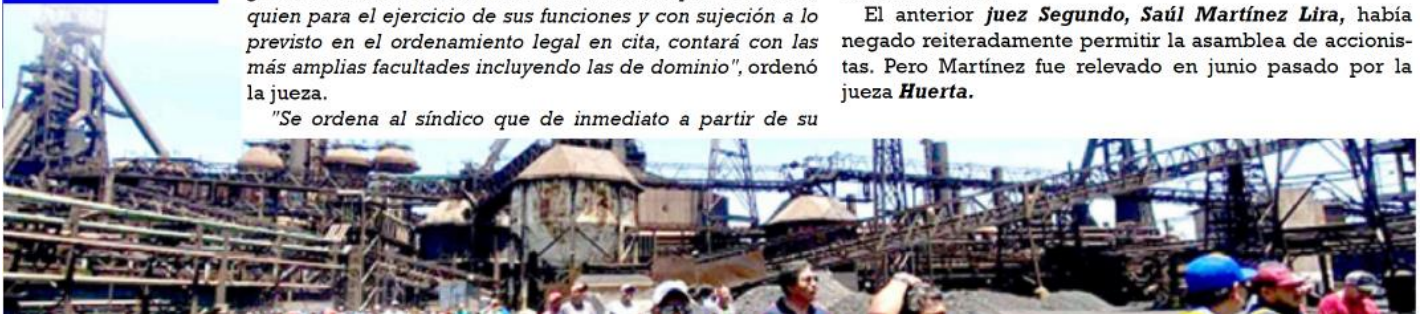 quien para el ejercicio de sus funciones y con sujeción a lo
previsto en el ordenamiento legal en cita, contará con las
más amplias facultades incluyendo las de dominio", ordenó
la jueza.
"Se ordena al síndico que de inmediato a partir de su
El anterior juez Segundo, Saúl Martínez Lira, había
negado reiteradamente permitir la asamblea de accionis-
tas. Pero Martínez fue relevado en junio pasado por la
jueza Huerta.